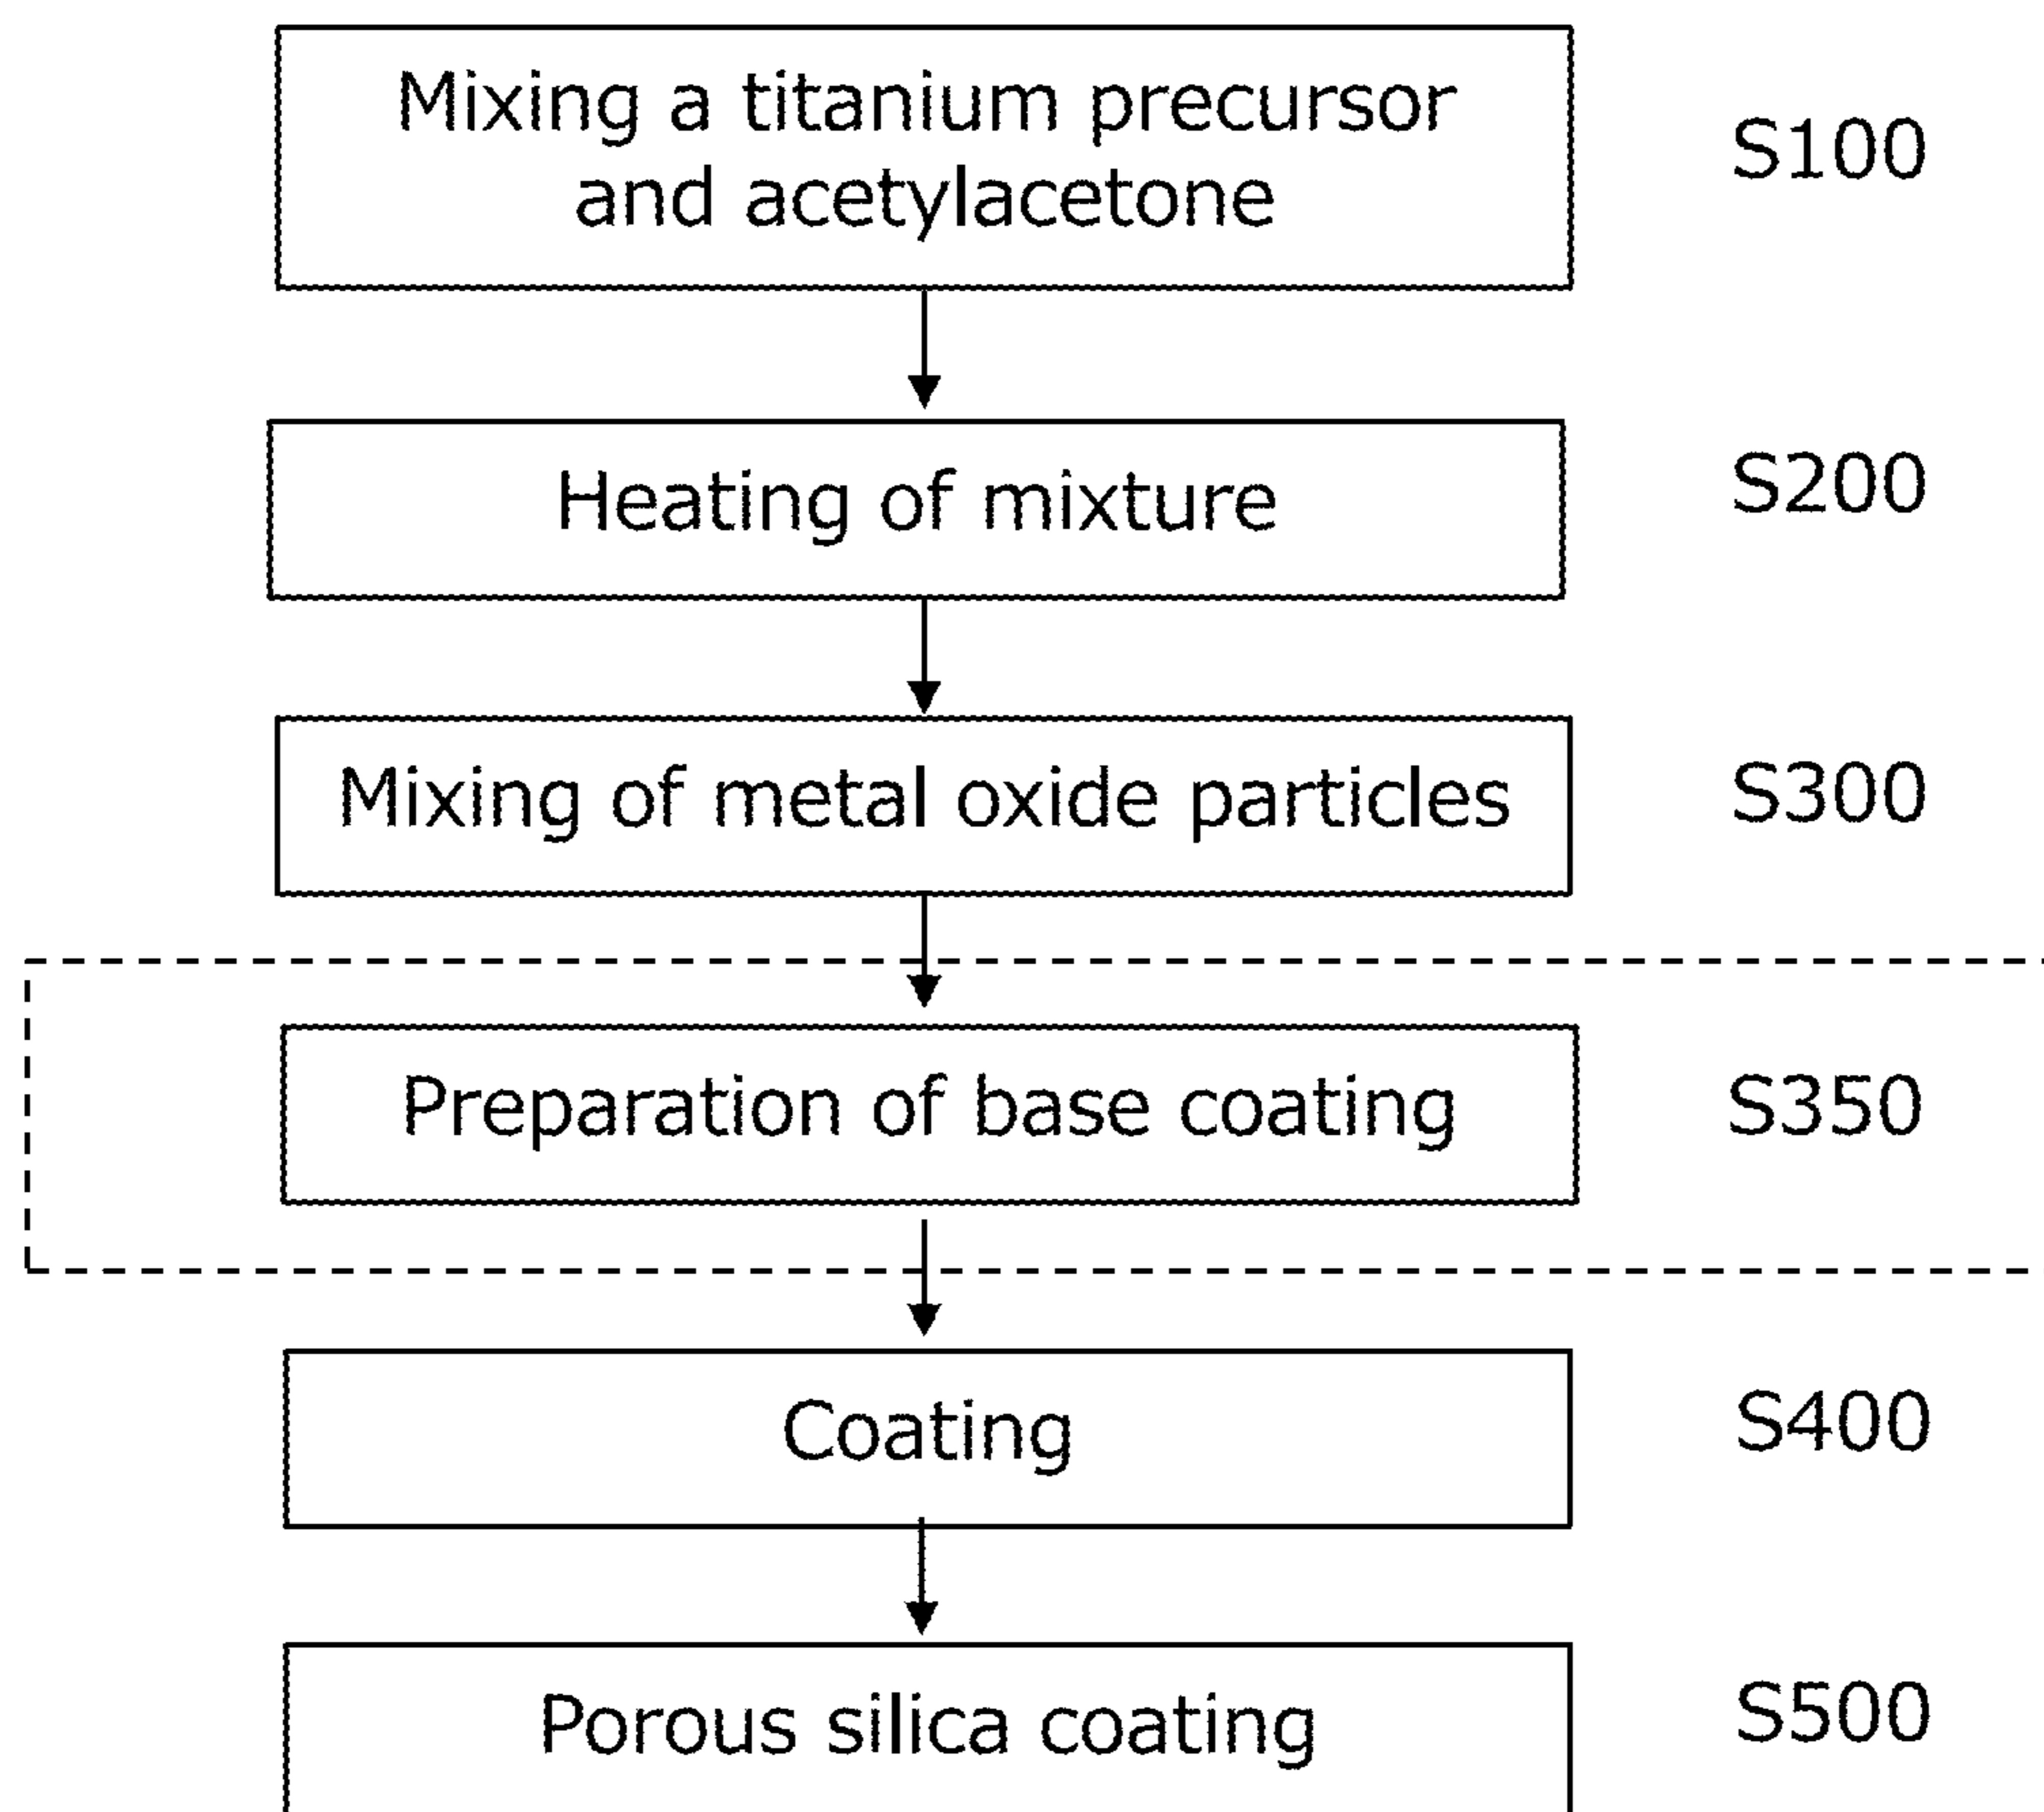 Mixing a titanium precursor
and acetylacetone
S100
Heating of mixture
S200
Mixing of metal oxide particles
S300
Preparation of base coating
S350
Coating
S400
Porous silica coating
S500